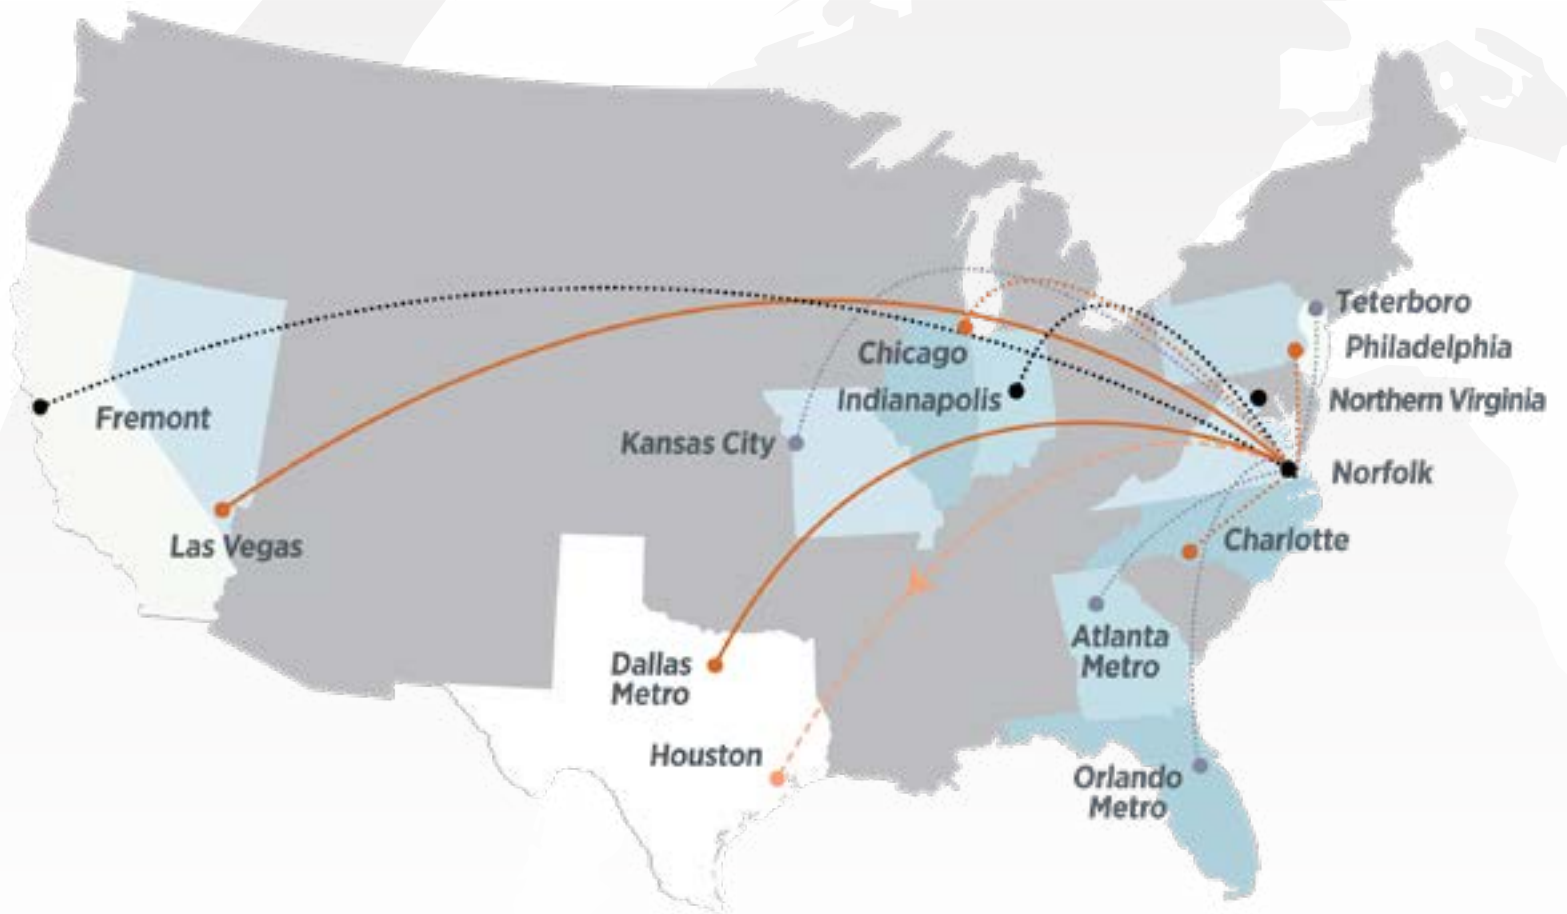 Teterboro
Philadelphia
Chicago
Indianapolis
Northern Virginia
Fremont
Kansas City
Norfolk
Las Vegas
Charlotte
Atlanta
Metro
Dallas
Metro
Houston
Orlando
Metro